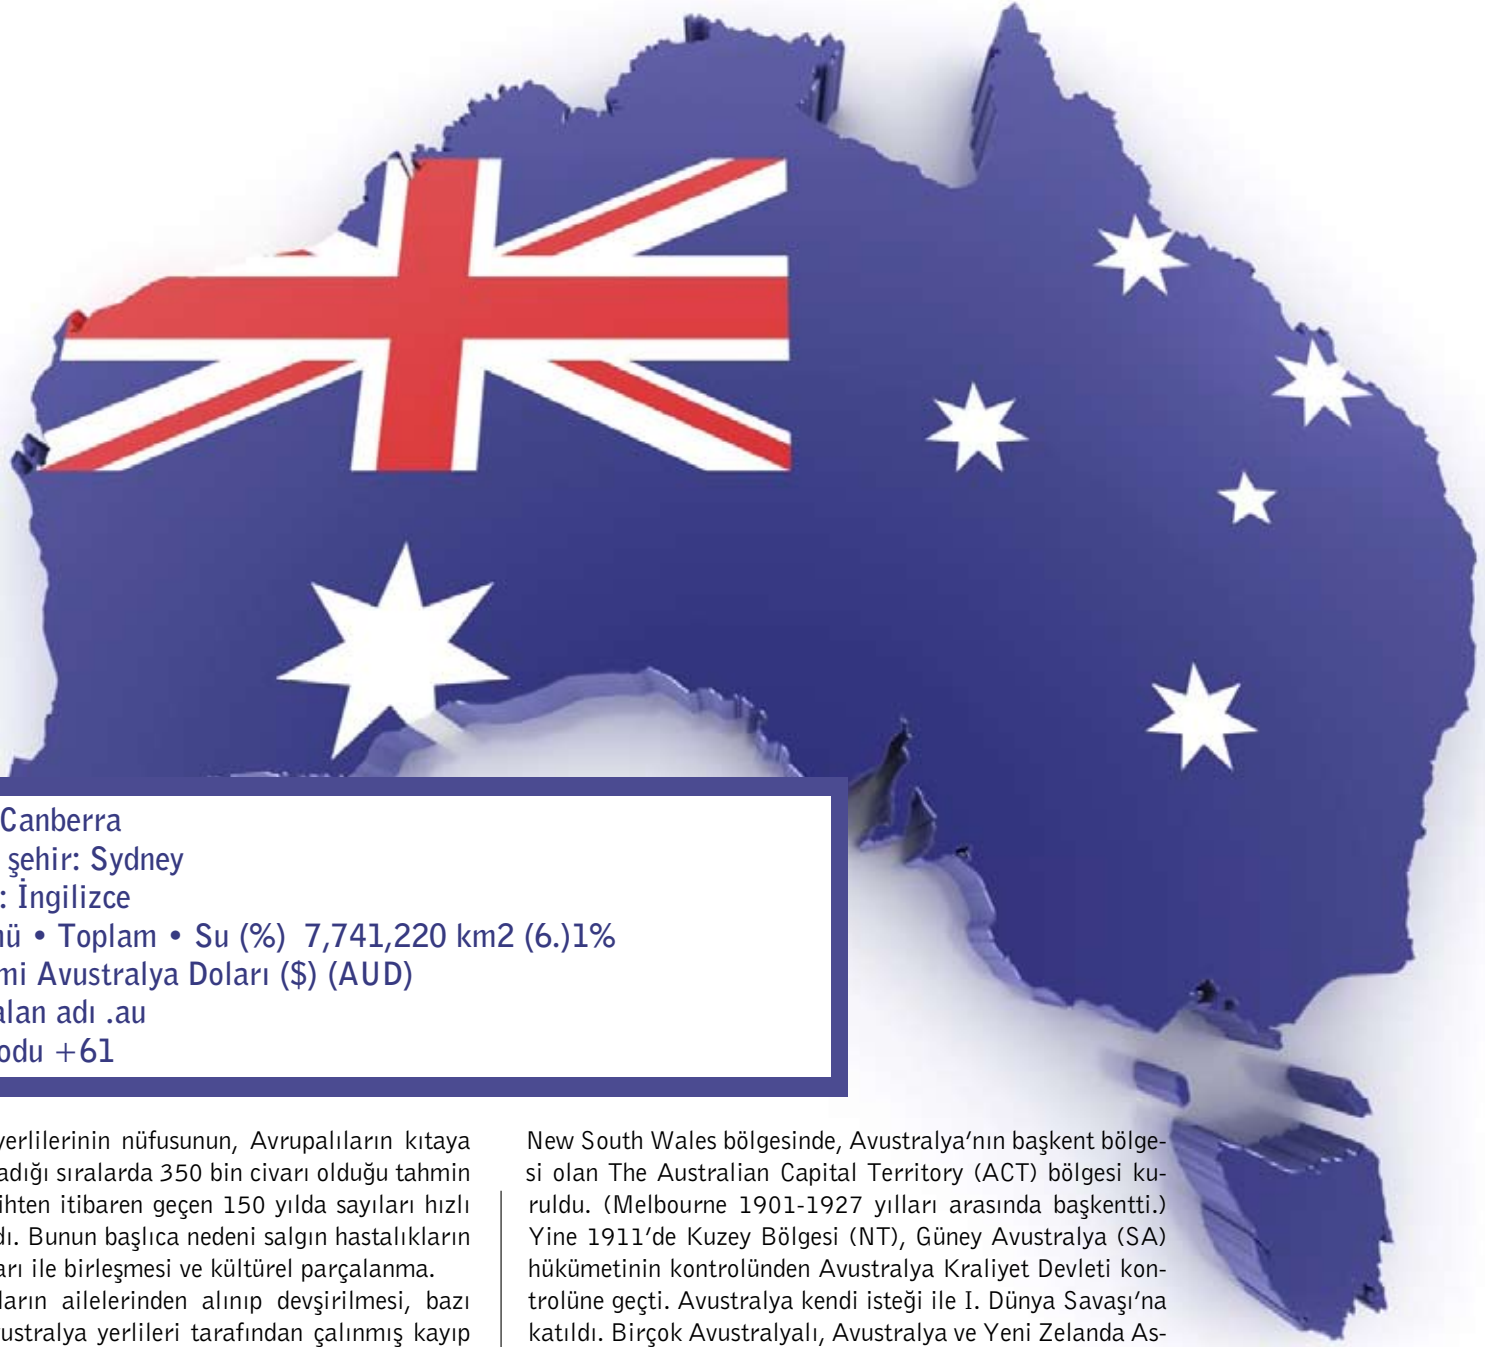 Canberra
şehir: Sydney
: İngilizce
ü • Toplam • Su (%) 7,741,220 km2 (6.)1%
mi Avustralya Doları ($) (AUD)
alan adı .au
odu +61
yerlilerinin nüfusunun, Avrupalıların kıtaya
adığı sıralarda 350 bin civarı olduğu tahmin
ihten itibaren geçen 150 yılda sayıları hızlı
dı. Bunun başlıca nedeni salgın hastalıkların
arı ile birleşmesi ve kültürel parçalanma.
ların ailelerinden alınıp devşirilmesi, bazı
ustralya yerlileri tarafından çalınmış kayıp
New South Wales bölgesinde, Avustralya’nın başkent bölge-
si olan The Australian Capital Territory (ACT) bölgesi ku-
ruldu. (Melbourne 1901-1927 yılları arasında başkentti.)
Yine 1911’de Kuzey Bölgesi (NT), Güney Avustralya (SA)
hükümetinin kontrolünden Avustralya Kraliyet Devleti kon-
trolüne geçti. Avustralya kendi isteği ile I. Dünya Savaşı’na
katıldı. Birçok Avustralyalı, Avustralya ve Yeni Zelanda As-